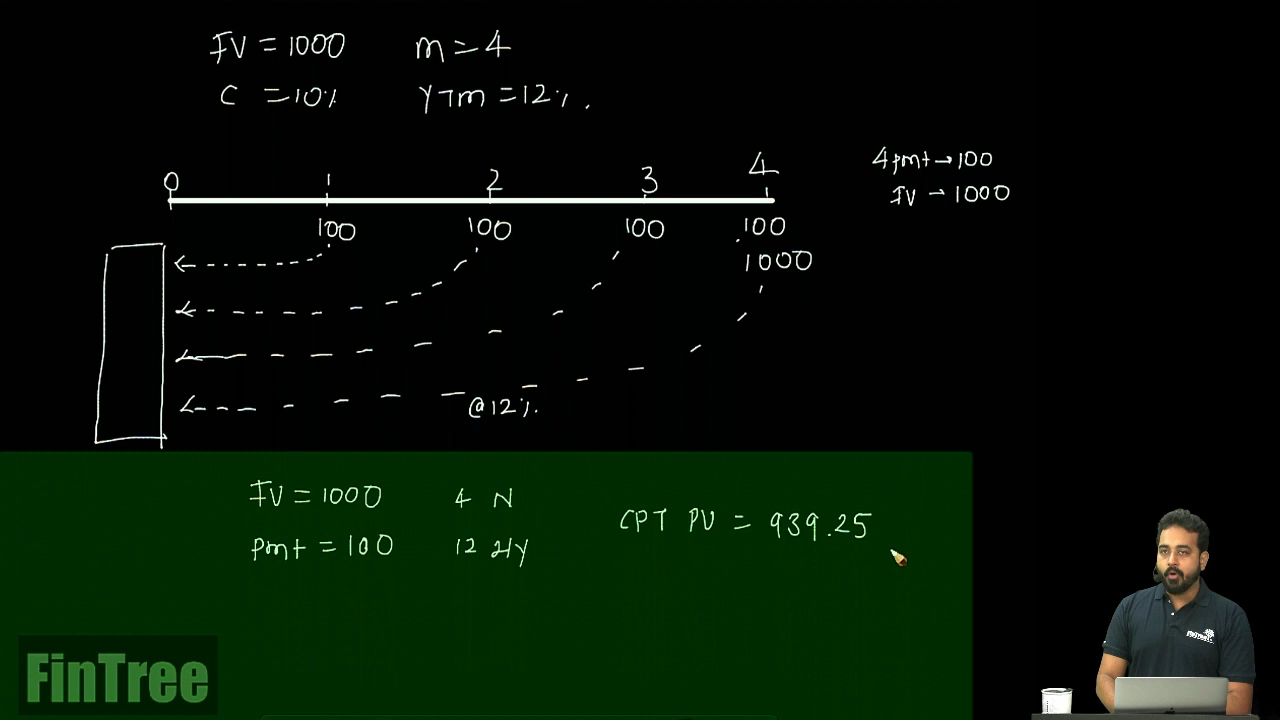 FV = 1000 m = 4
C = 10% YTM = 12%.
0 1 2 3 4
4 pmt → 100
FV → 1000
100 100 100 100
1000
@12%.
FV = 1000 4 N
CPT PV = 939.25
pmt = 100 12 I/Y
FinTree
FINTREE